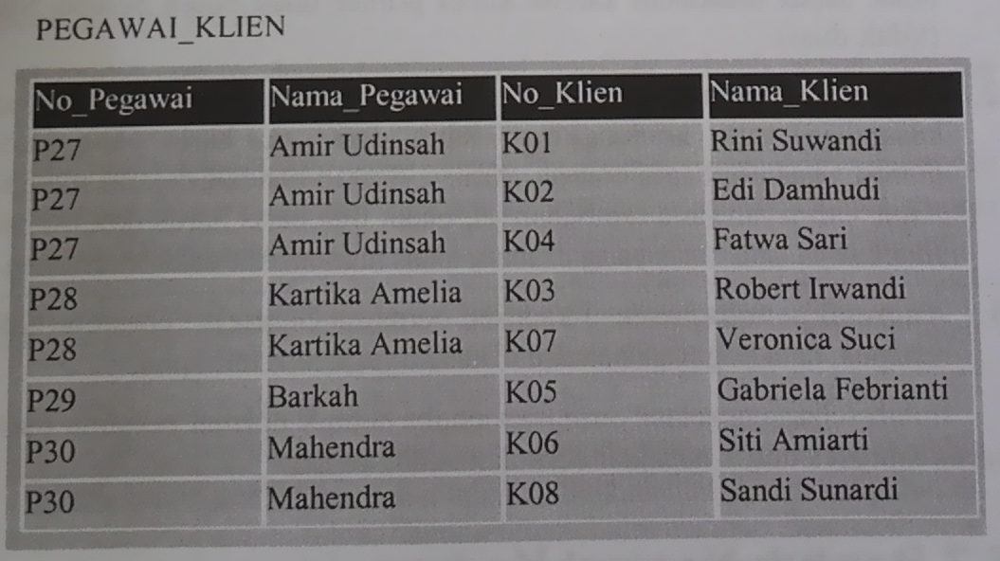 PEGAWAI_KLIEN
No_Pegawai Nama_Pegawai No_Klien Nama_Klien
P27 Amir Udinsah K01 Rini Suwandi
P27 Amir Udinsah K02 Edi Damhudi
P27 Amir Udinsah K04 Fatwa Sari
P28 Kartika Amelia K03 Robert Irwandi
P28 Kartika Amelia K07 Veronica Suci
P29 Barkah K05 Gabriela Febrianti
P30 Mahendra K06 Siti Amiarti
P30 Mahendra K08 Sandi Sunardi